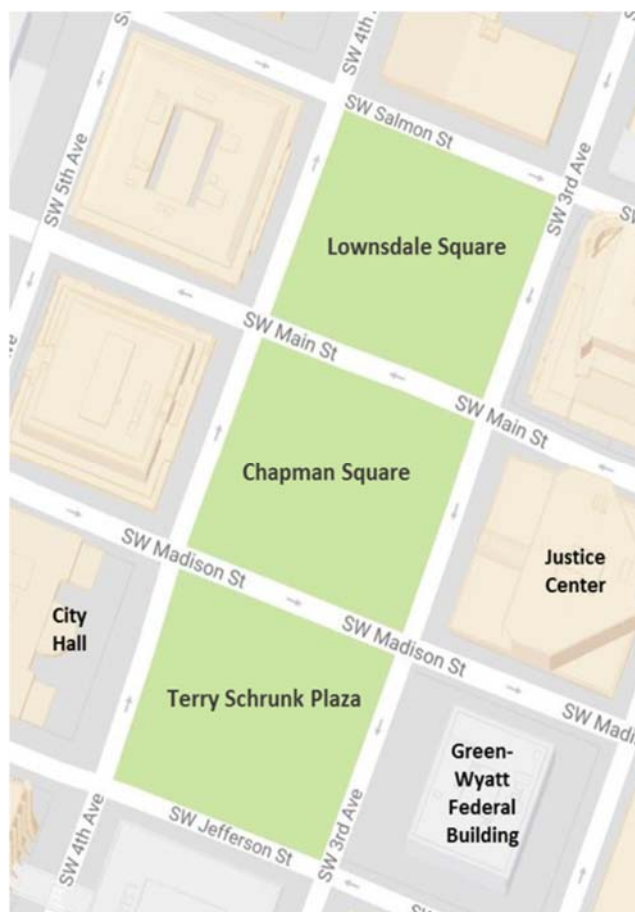 SW 4th A
SW Salmon St
SW 5th Ave
SW 3rd Ave
Lownsdale Square
SW Main St
SW Main St
Chapman Square
Justice
Center
SW Madison St
City
Hall
SW Madison St
Terry Schrunk Plaza
SW Madi
Green-
Wyatt
Federal
Building
SW 3rd Ave
SW Jefferson St
SW 4th Ave